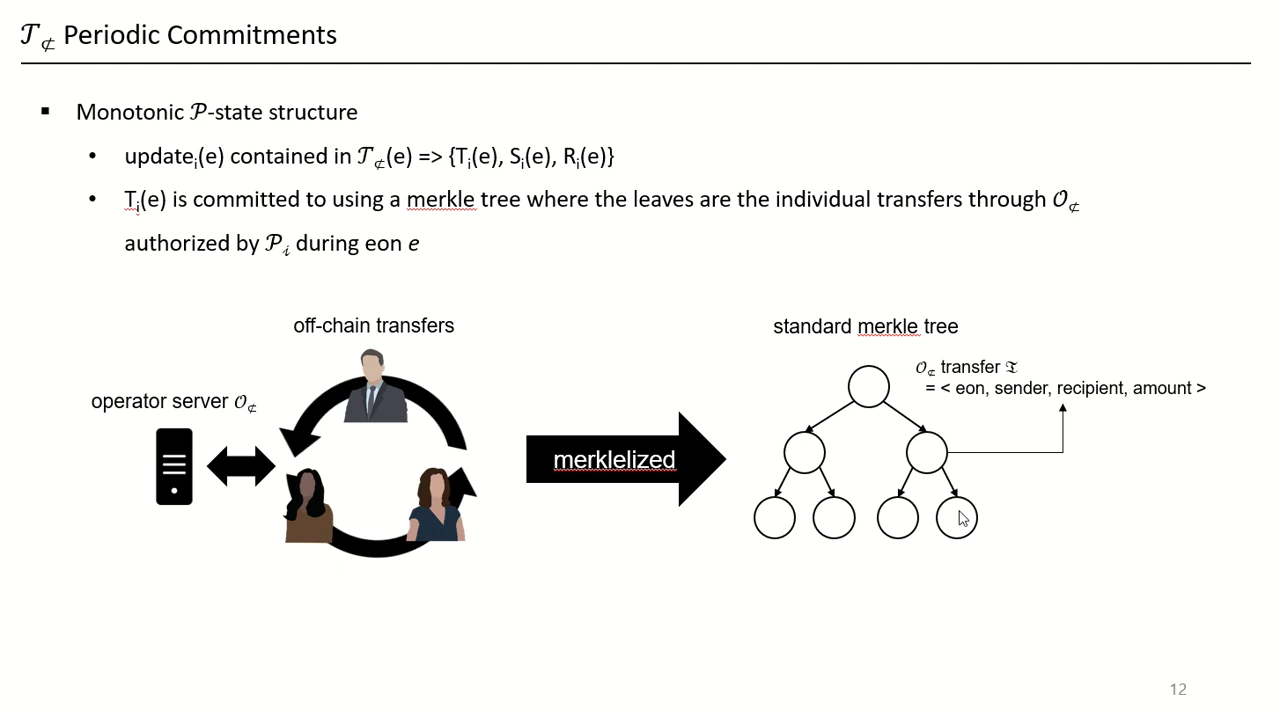 𝒯⊄ Periodic Commitments
▪ Monotonic 𝒫-state structure
• updateᵢ(e) contained in 𝒯⊄(e) => {Tᵢ(e), Sᵢ(e), Rᵢ(e)}
• Tᵢ(e) is committed to using a merkle tree where the leaves are the individual transfers through 𝒪⊄
authorized by 𝒫ᵢ during eon e
off-chain transfers
standard merkle tree
𝒪⊄ transfer 𝔗
= < eon, sender, recipient, amount >
operator server 𝒪⊄
merklelized
12